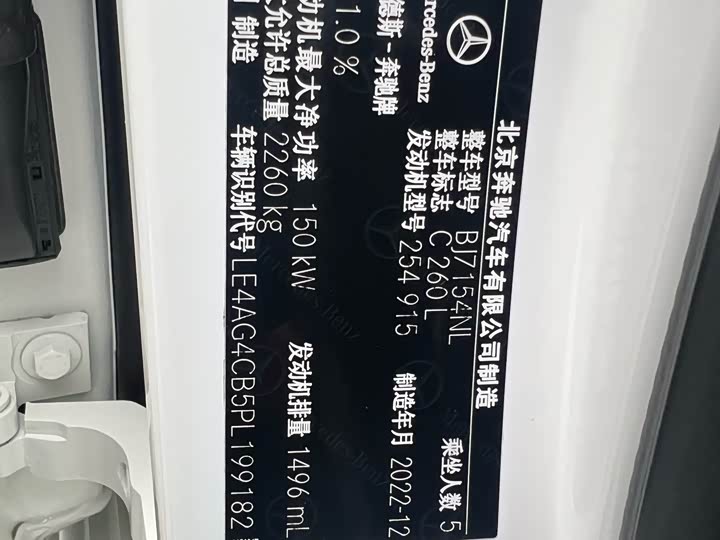 北京奔驰汽车有限公司制造
Mercedes-Benz
整车型号 BJ7154NL 乘坐人数 5
整车标志 C 260 L
发动机型号 254 915 制造年月 2022-12
德斯-奔驰牌
1.0 %
动机最大净功率 150 kW 发动机排量 1496 mL
允许总质量 2260 kg
制造 车辆识别代号 LE4AG4CB5PL199182